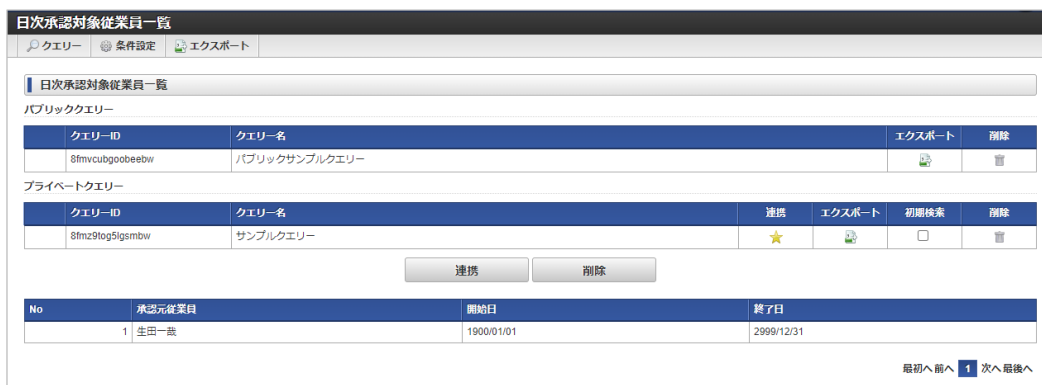 日次承認対象従業員一覧
クエリー 条件設定 エクスポート
日次承認対象従業員一覧
パブリッククエリー
クエリーID クエリー名 エクスポート 削除
8fmvcubgoobeebw パブリックサンプルクエリー
プライベートクエリー
クエリーID クエリー名 連携 エクスポート 初期検索 削除
8fmz9tog5lgsmbw サンプルクエリー
連携 削除
No 承認元従業員 開始日 終了日
1 生田一哉 1900/01/01 2999/12/31
最初へ 前へ 1 次へ 最後へ